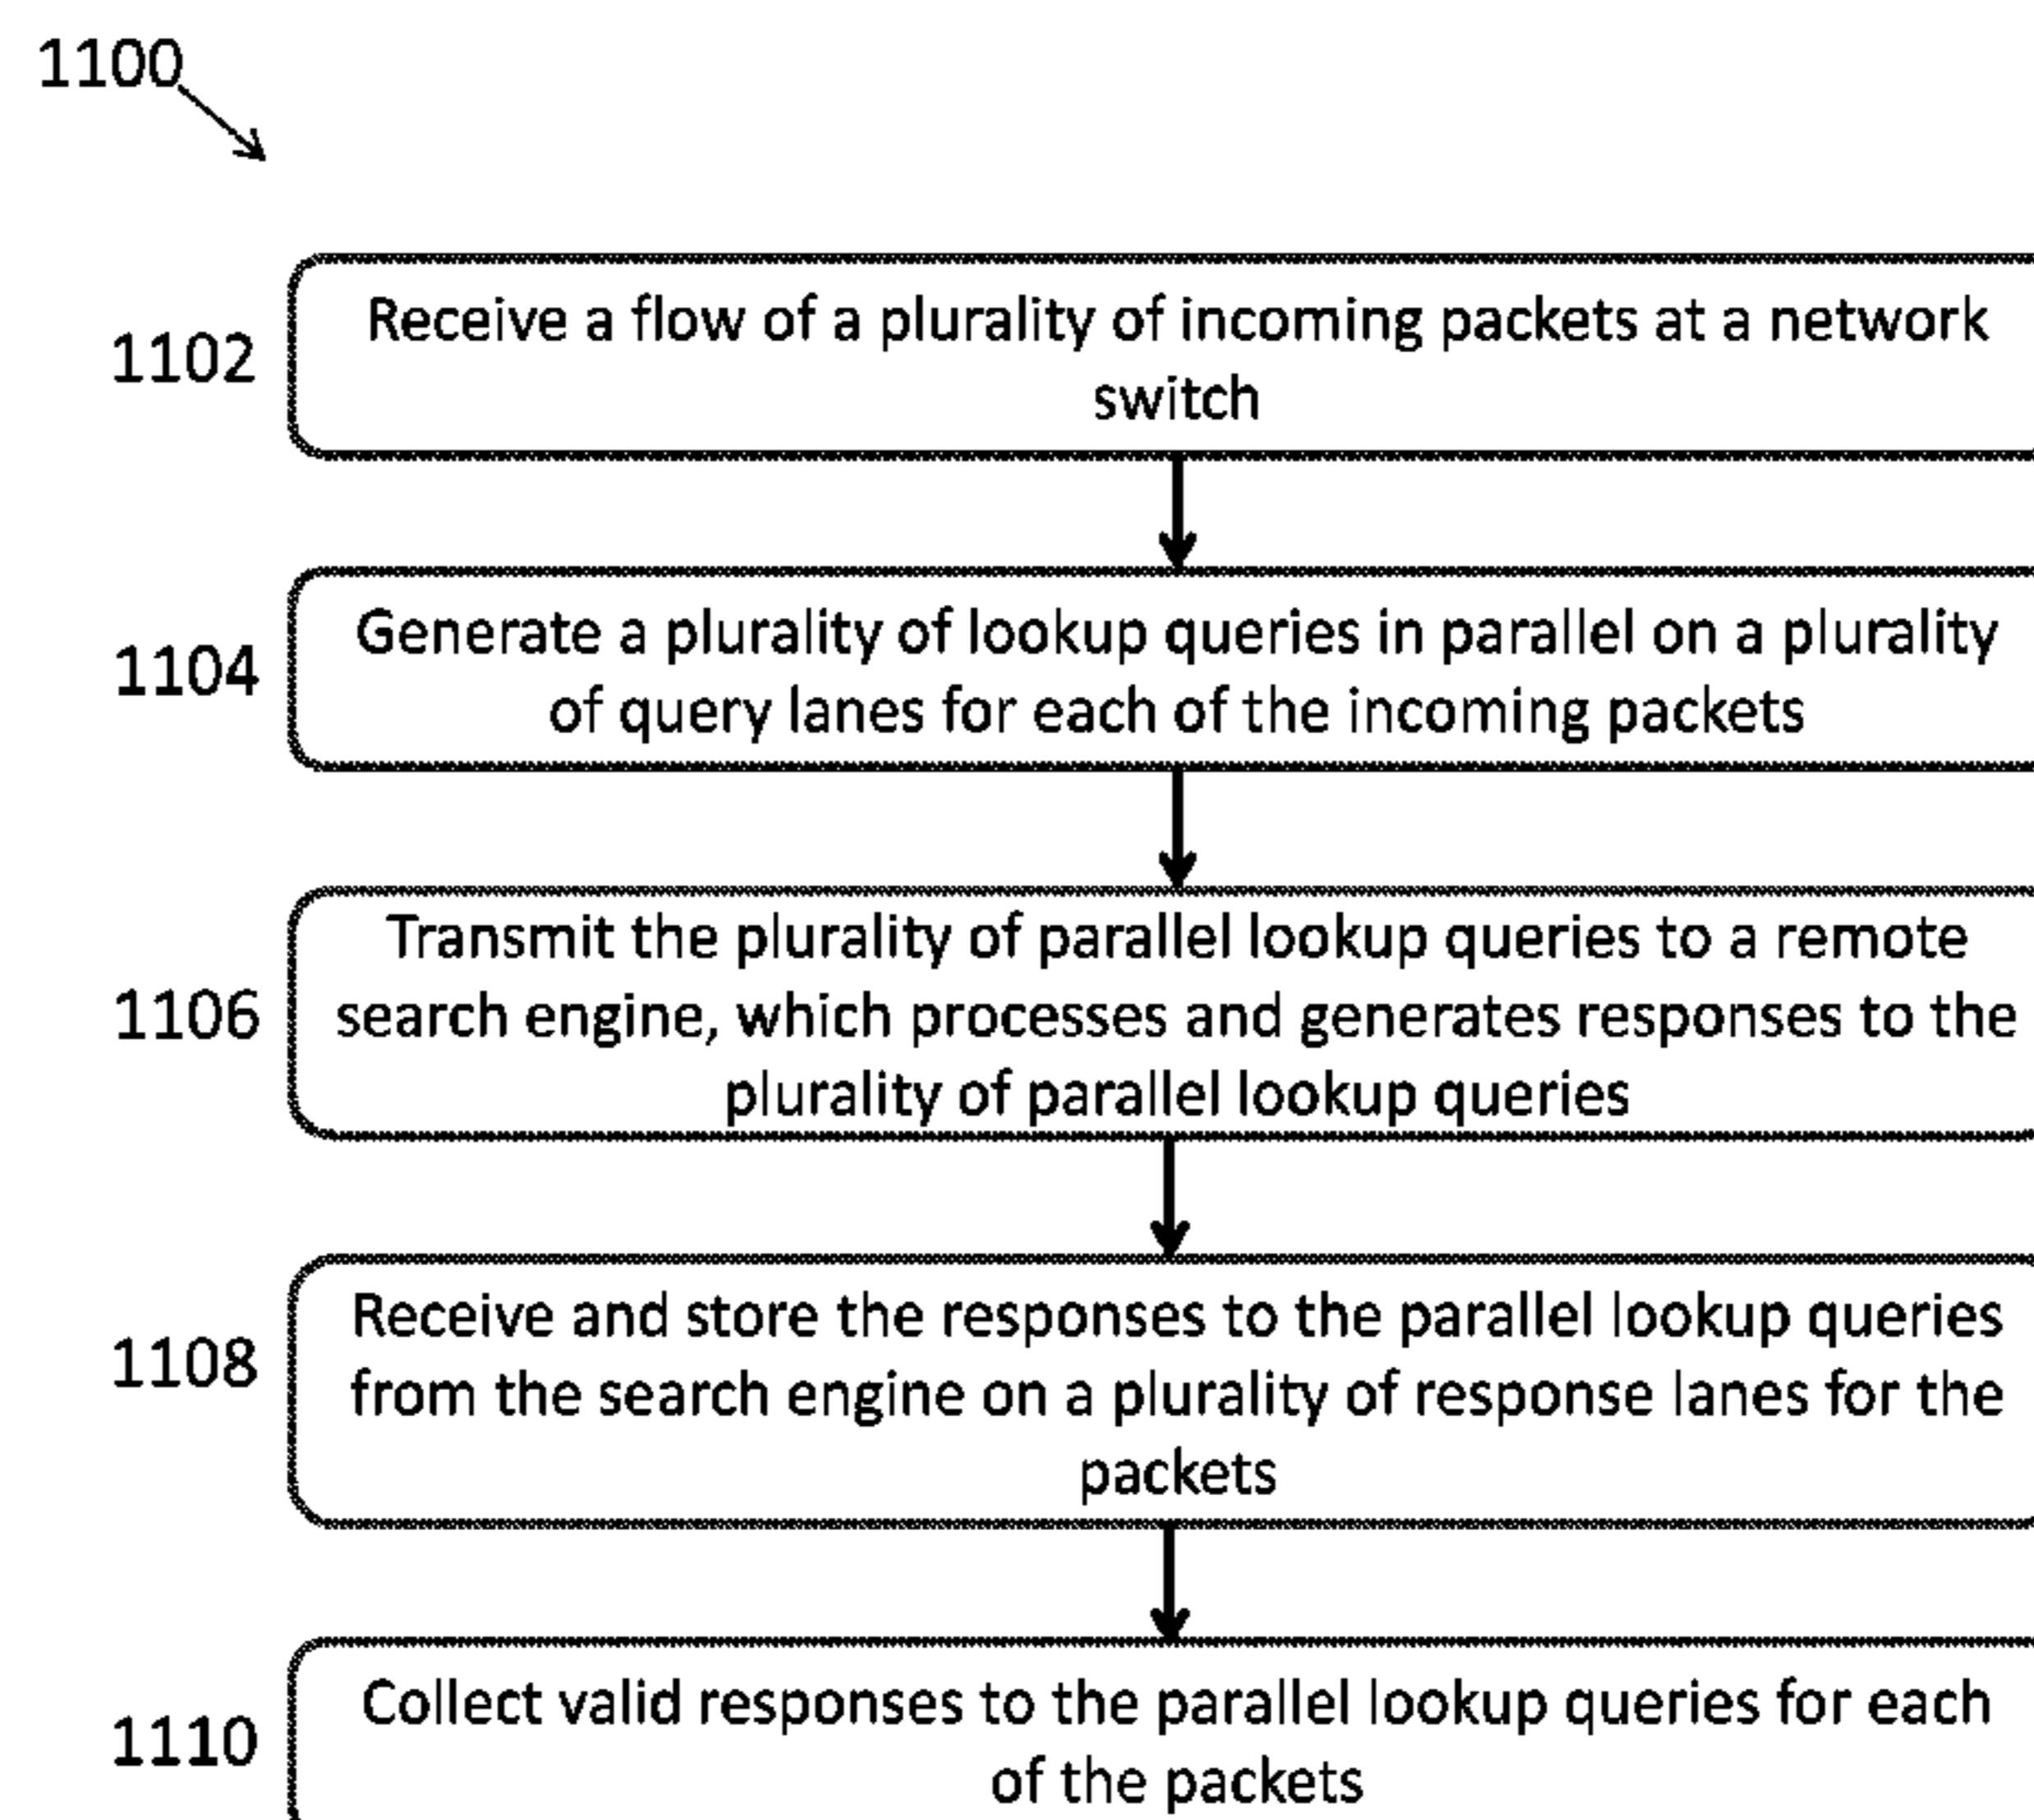 1100
1102
Receive a flow of a plurality of incoming packets at a network
switch
1104
Generate a plurality of lookup queries in parallel on a plurality
of query lanes for each of the incoming packets
1106
Transmit the plurality of parallel lookup queries to a remote
search engine, which processes and generates responses to the
plurality of parallel lookup queries
1108
Receive and store the responses to the parallel lookup queries
from the search engine on a plurality of response lanes for the
packets
1110
Collect valid responses to the parallel lookup queries for each
of the packets